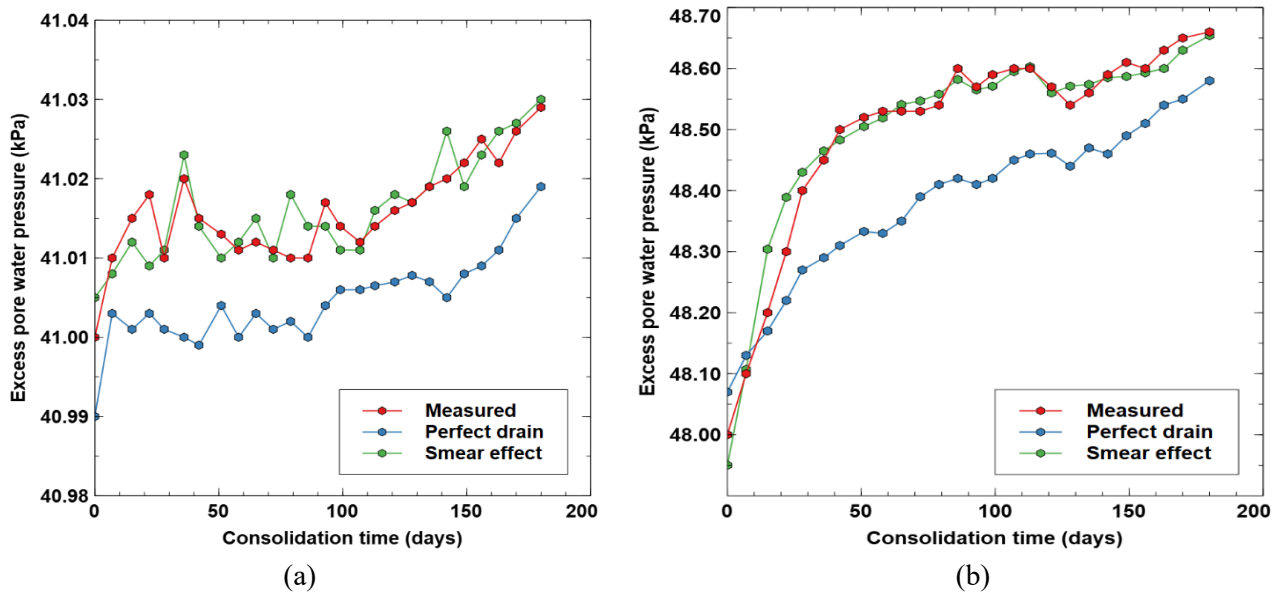 41.04
41.03
41.02
41.01
41.00
40.99
40.98
Excess pore water pressure (kPa)
0 50 100 150 200
Consolidation time (days)
Measured
Perfect drain
Smear effect
(a)
48.70
48.60
48.50
48.40
48.30
48.20
48.10
48.00
Excess pore water pressure (kPa)
0 50 100 150 200
Consolidation time (days)
Measured
Perfect drain
Smear effect
(b)